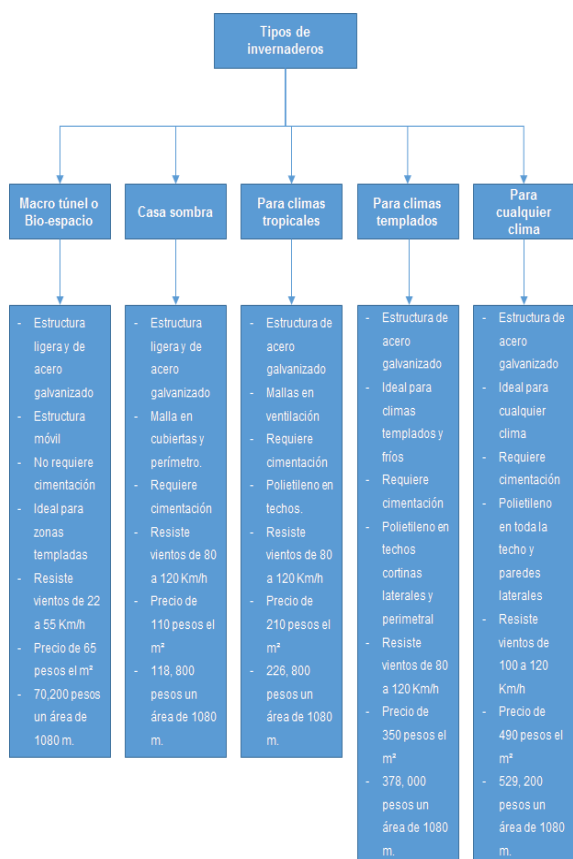 Tipos de
invernaderos
Macro túnel o
Bio-espacio
Casa sombra
Para climas
tropicales
Para climas
templados
Para
cualquier
clima
- Estructura
ligera y de
acero
galvanizado
- Estructura
móvil
- No requiere
cimentación
- Ideal para
zonas
templadas
- Resiste
vientos de 22
a 55 Km/h
- Precio de 65
pesos el m²
- 70,200 pesos
un área de
1080 m.
- Estructura
ligera y de
acero
galvanizado
- Malla en
cubiertas y
perímetro.
- Requiere
cimentación
- Resiste
vientos de 80
a 120 Km/h
- Precio de
110 pesos el
m²
- 118, 800
pesos un
área de 1080
m.
- Estructura de
acero
galvanizado
- Mallas en
ventilación
- Requiere
cimentación
- Polietileno en
techos.
- Resiste
vientos de 80
a 120 Km/h
- Precio de
210 pesos el
m²
- 226, 800
pesos un
área de 1080
m.
- Estructura de
acero
galvanizado
- Ideal para
climas
templados y
fríos
- Requiere
cimentación
- Polietileno en
techos
cortinas
laterales y
perimetral
- Resiste
vientos de 80
a 120 Km/h
- Precio de
350 pesos el
m²
- 378, 000
pesos un
área de 1080
m.
- Estructura de
acero
galvanizado
- Ideal para
cualquier
clima
- Requiere
cimentación
- Polietileno
en toda la
techo y
paredes
laterales
- Resiste
vientos de
100 a 120
Km/h
- Precio de
490 pesos el
m²
- 529, 200
pesos un
área de 1080
m.